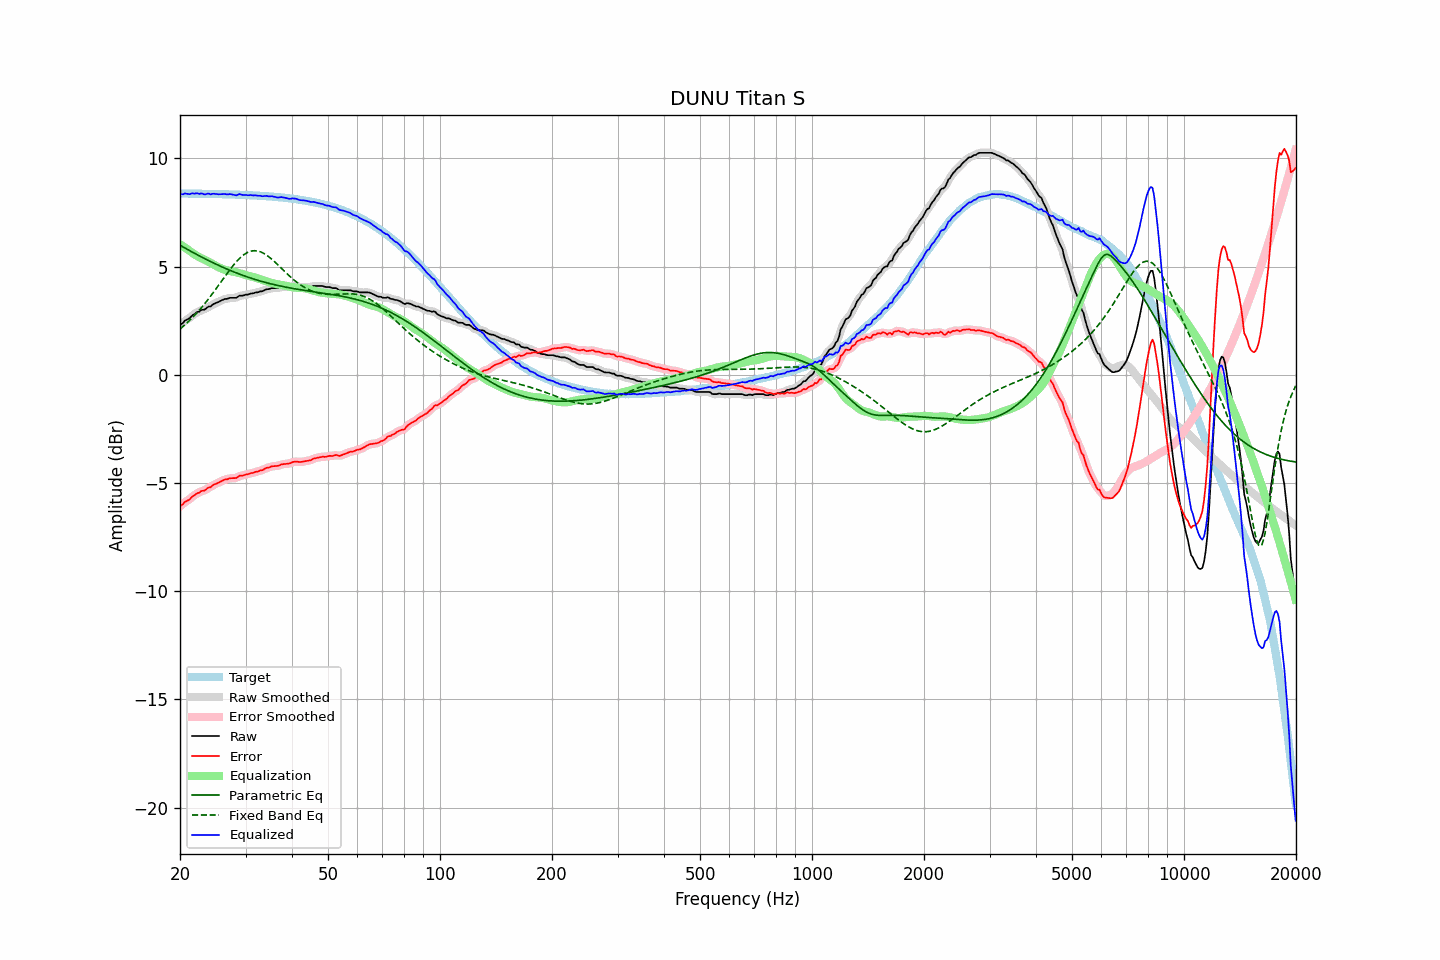 DUNU Titan S
Amplitude (dBr)
10
5
0
−5
−10
−15
−20
Target
Raw Smoothed
Error Smoothed
Raw
Error
Equalization
Parametric Eq
Fixed Band Eq
Equalized
20 50 100 200 500 1000 2000 5000 10000 20000
Frequency (Hz)